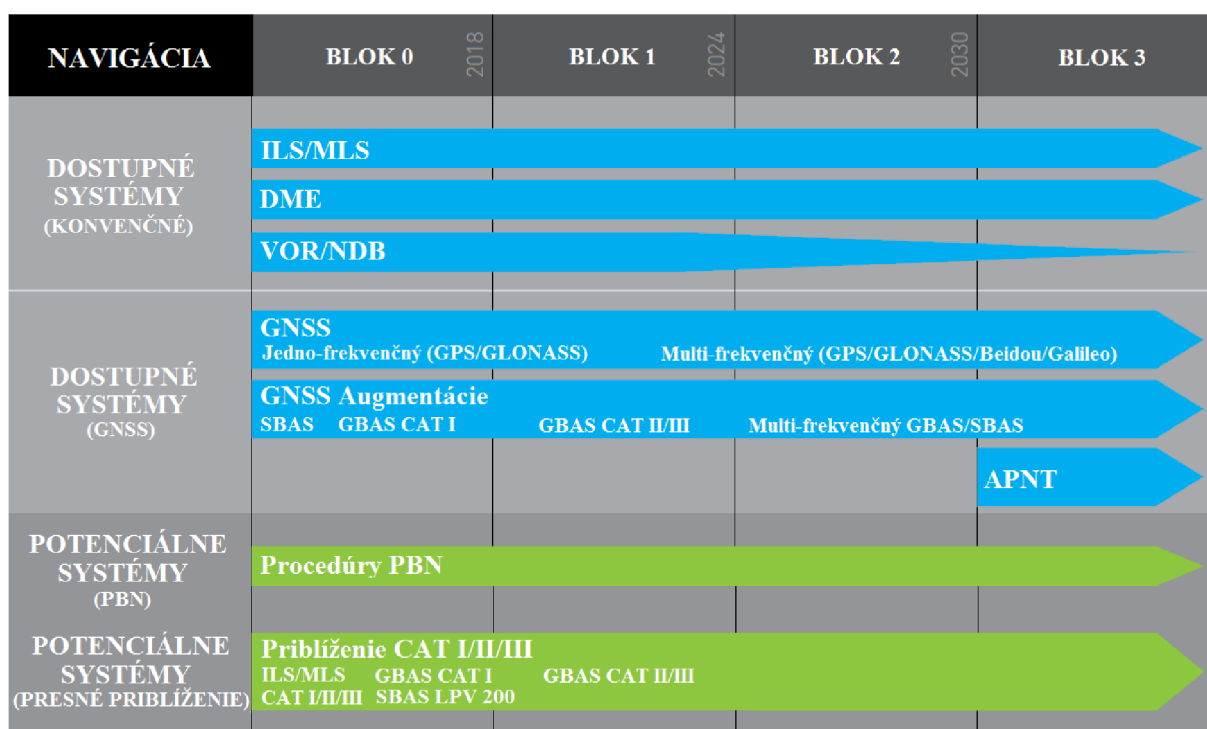 NAVIGÁCIA
BLOK 0
2018
BLOK 1
2024
BLOK 2
2030
BLOK 3
DOSTUPNÉ
SYSTÉMY
(KONVENČNÉ)
ILS/MLS
DME
VOR/NDB
DOSTUPNÉ
SYSTÉMY
(GNSS)
GNSS
Jedno-frekvenčný (GPS/GLONASS)
Multi-frekvenčný (GPS/GLONASS/Beidou/Galileo)
GNSS Augmentácie
SBAS
GBAS CAT I
GBAS CAT II/III
Multi-frekvenčný GBAS/SBAS
APNT
POTENCIÁLNE
SYSTÉMY
(PBN)
Procedúry PBN
POTENCIÁLNE
SYSTÉMY
(PRESNÉ PRIBLÍŽENIE)
Priblíženie CAT I/II/III
ILS/MLS
CAT I/II/III
GBAS CAT I
SBAS LPV 200
GBAS CAT II/III